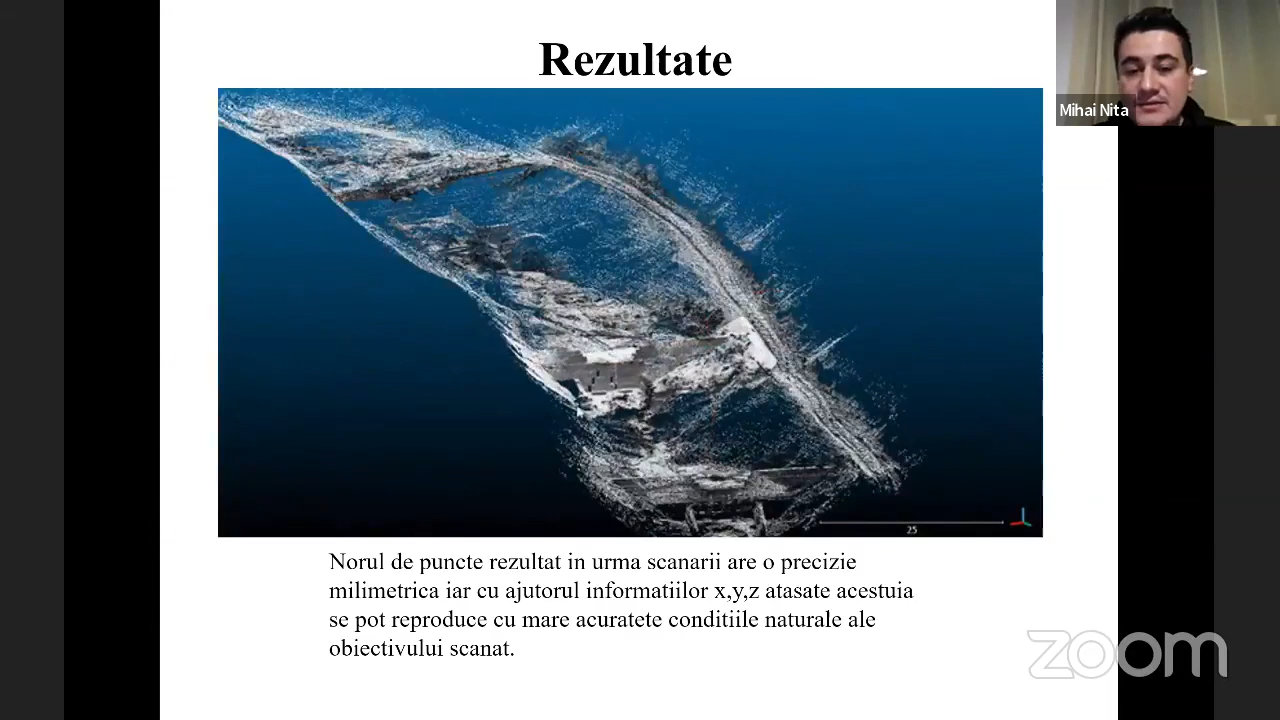 Rezultate
Mihai Nita
25
Norul de puncte rezultat in urma scanarii are o precizie
milimetrica iar cu ajutorul informatiilor x,y,z atasate acestuia
se pot reproduce cu mare acuratete conditiile naturale ale
obiectivului scanat.
zoom